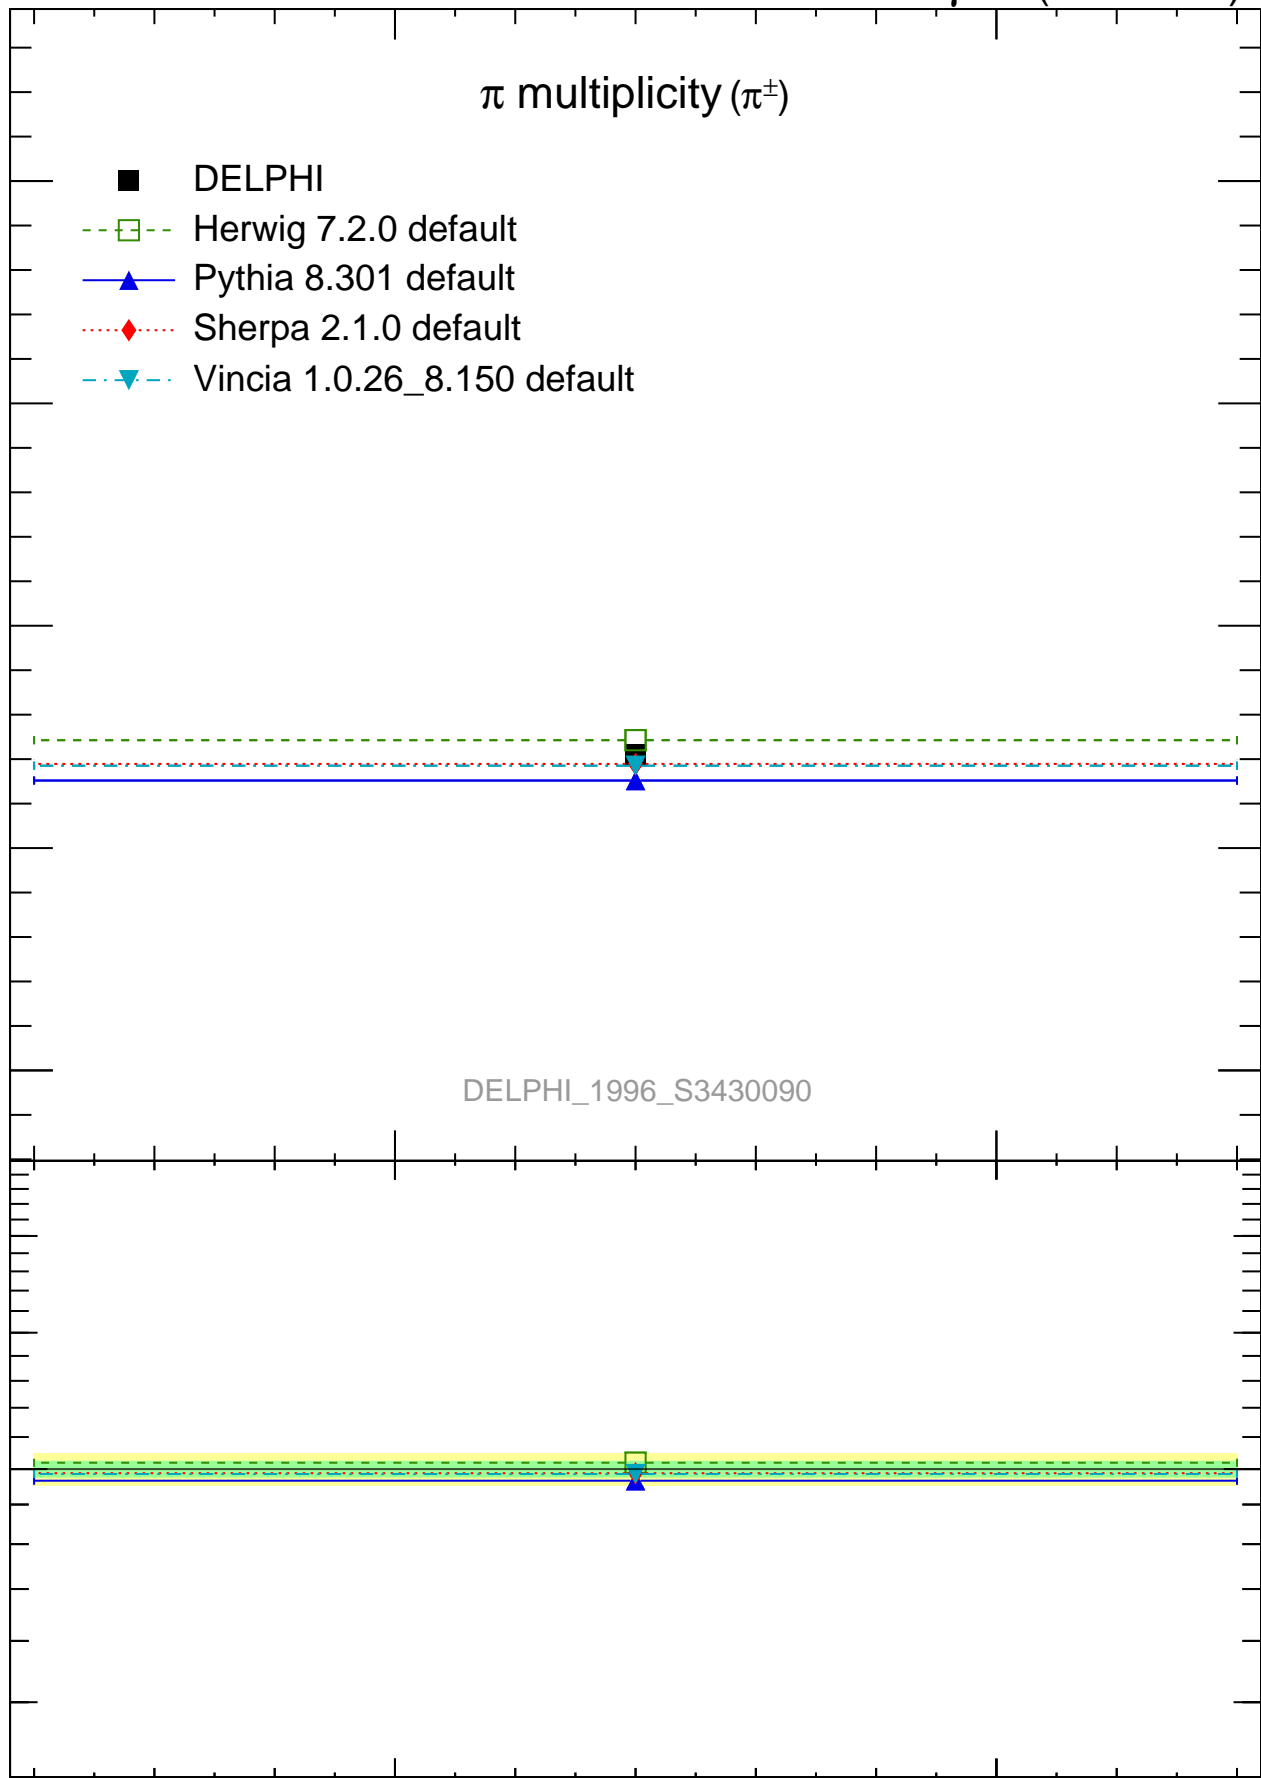 π multiplicity (π±)
DELPHI
Herwig 7.2.0 default
Pythia 8.301 default
Sherpa 2.1.0 default
Vincia 1.0.26_8.150 default
DELPHI_1996_S3430090